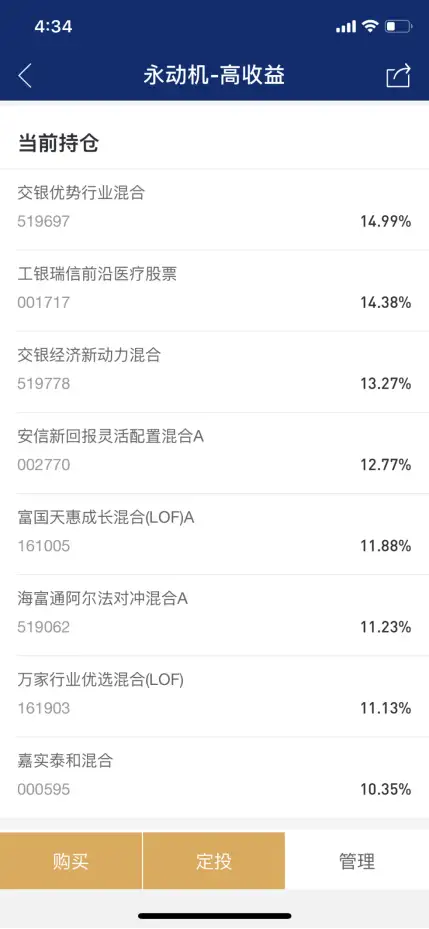 4:34
永动机-高收益
当前持仓
交银优势行业混合
519697 14.99%
工银瑞信前沿医疗股票
001717 14.38%
交银经济新动力混合
519778 13.27%
安信新回报灵活配置混合A
002770 12.77%
富国天惠成长混合(LOF)A
161005 11.88%
海富通阿尔法对冲混合A
519062 11.23%
万家行业优选混合(LOF)
161903 11.13%
嘉实泰和混合
000595 10.35%
购买 定投 管理